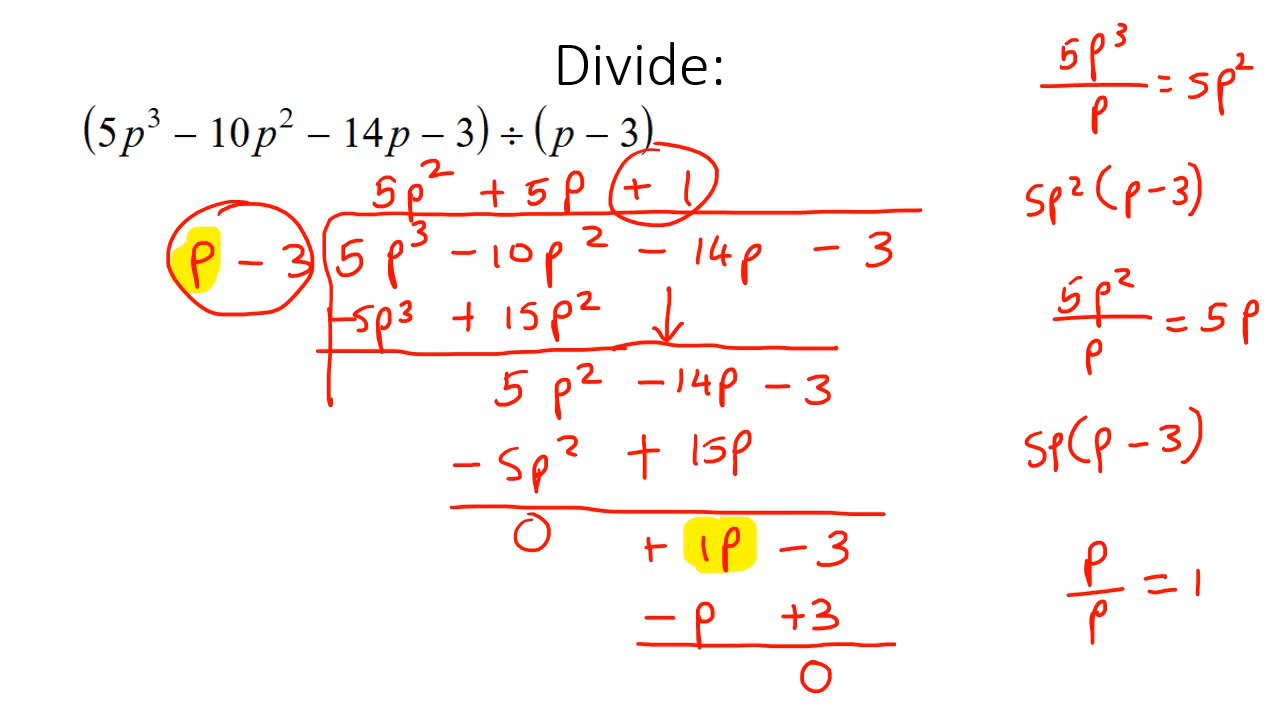 Divide:
(5p³ − 10p² − 14p − 3) ÷ (p − 3)
5p² + 5p + 1
p − 3 5p³ − 10p² − 14p − 3
−5p³ + 15p² ↓
5p² − 14p − 3
− 5p² + 15p
0 + 1p − 3
− p + 3
0
5p³/p = 5p²
5p²(p − 3)
5p²/p = 5p
5p(p − 3)
p/p = 1